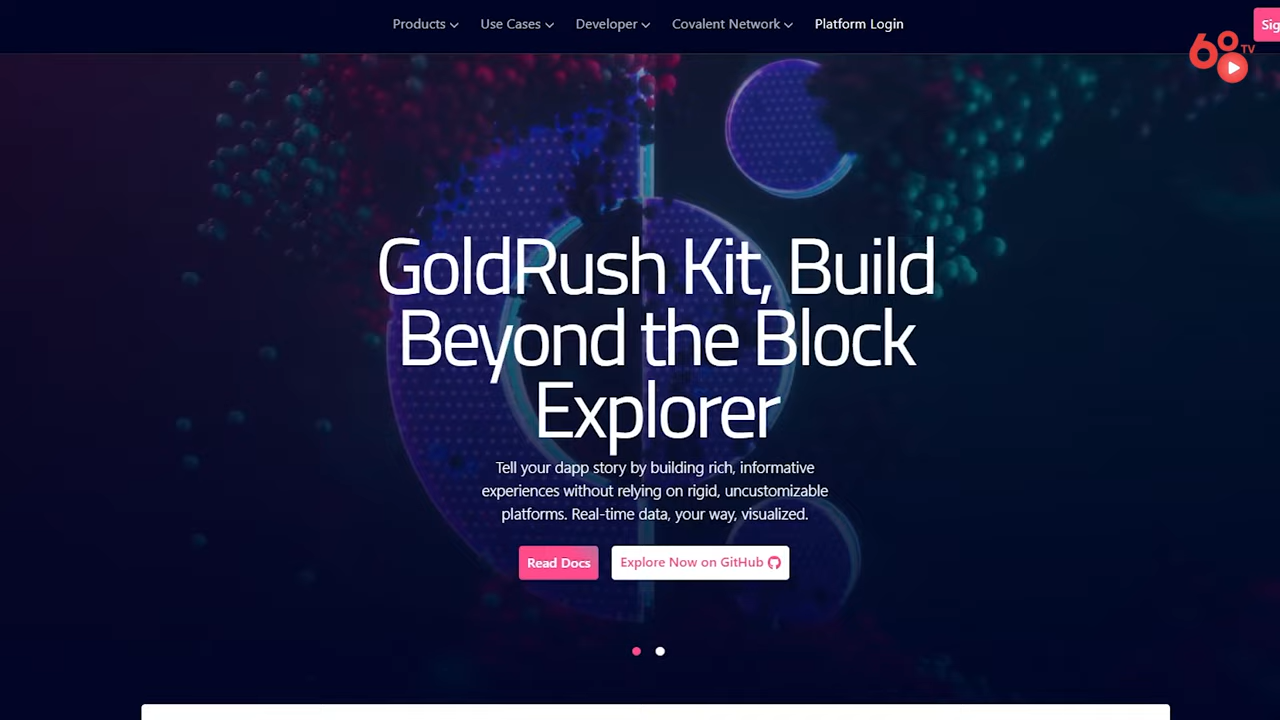 Products Use Cases Developer Covalent Network Platform Login
Sig
60 TV
GoldRush Kit, Build
Beyond the Block
Explorer
Tell your dapp story by building rich, informative
experiences without relying on rigid, uncustomizable
platforms. Real-time data, your way, visualized.
Read Docs Explore Now on GitHub